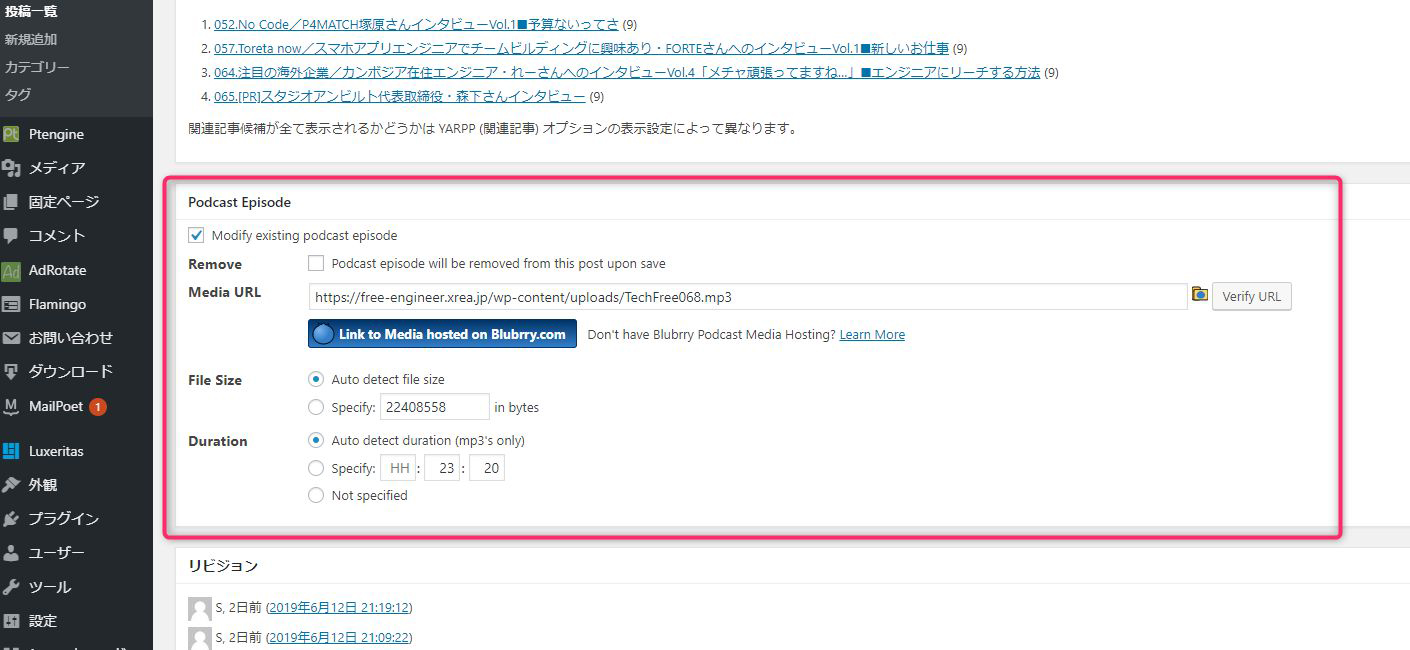 投稿一覧
新規追加
カテゴリー
タグ
Ptengine
メディア
固定ページ
コメント
AdRotate
Flamingo
お問い合わせ
ダウンロード
MailPoet 1
Luxeritas
外観
プラグイン
ユーザー
ツール
設定
1. 052.No Code／P4MATCH塚原さんインタビューVol.1■予算ないってさ (9)
2. 057.Toreta now／スマホアプリエンジニアでチームビルディングに興味あり・FORTEさんへのインタビューVol.1■新しいお仕事 (9)
3. 064.注目の海外企業／カンボジア在住エンジニア・れーさんへのインタビューVol.4「メチャ頑張ってますね...」■エンジニアにリーチする方法 (9)
4. 065.[PR]スタジオアンビルト代表取締役・森下さんインタビュー (9)
関連記事候補が全て表示されるかどうかは YARPP (関連記事) オプションの表示設定によって異なります。
Podcast Episode
Modify existing podcast episode
Remove Podcast episode will be removed from this post upon save
Media URL https://free-engineer.xrea.jp/wp-content/uploads/TechFree068.mp3 Verify URL
Link to Media hosted on Blubrry.com Don't have Blubrry Podcast Media Hosting? Learn More
File Size Auto detect file size
Specify: 22408558 in bytes
Duration Auto detect duration (mp3's only)
Specify: HH : 23 : 20
Not specified
リビジョン
S, 2日前 (2019年6月12日 21:19:12)
S, 2日前 (2019年6月12日 21:09:22)